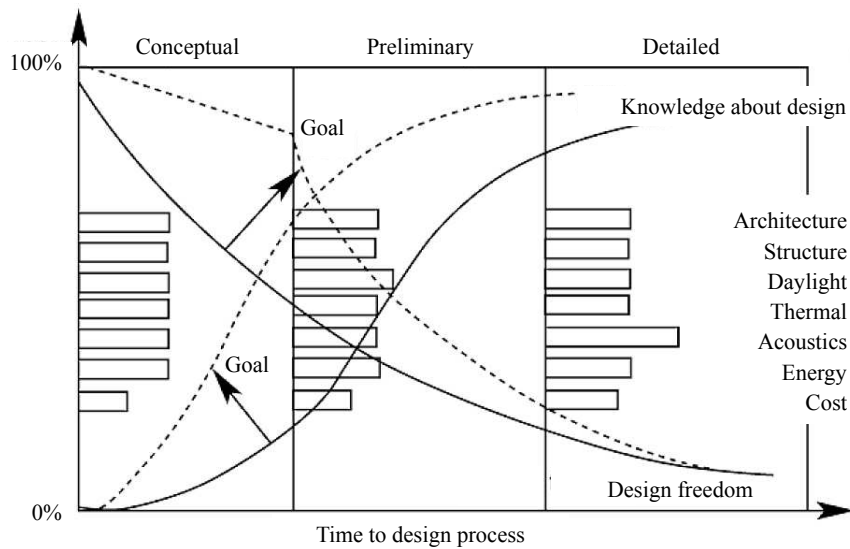 Conceptual
Preliminary
Detailed
100%
Knowledge about design
Goal
Architecture
Structure
Daylight
Thermal
Acoustics
Goal
Energy
Cost
Design freedom
0%
Time to design process